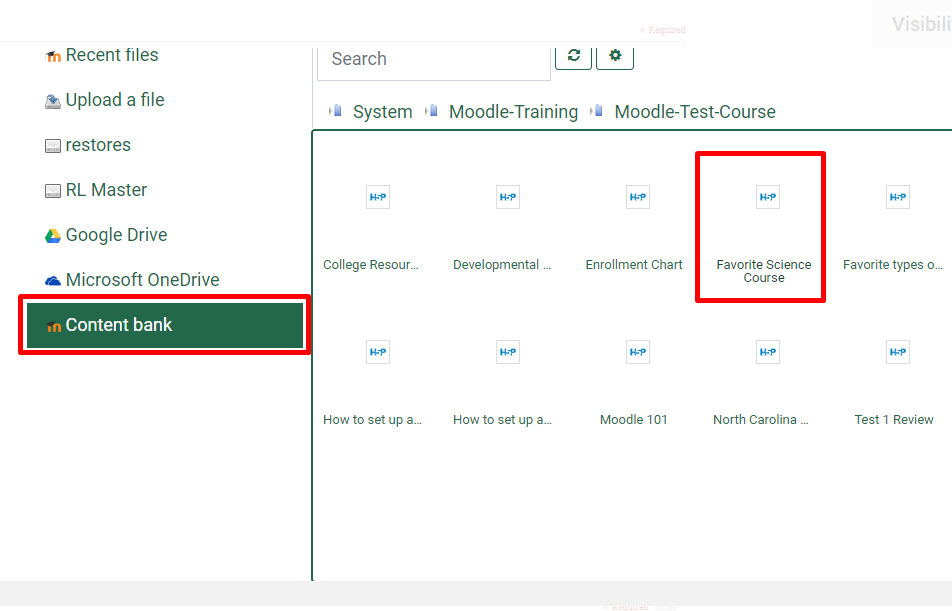 Visibili
× Required
Recent files
Upload a file
restores
RL Master
Google Drive
Microsoft OneDrive
Content bank
Search
System Moodle-Training Moodle-Test-Course
H-P H-P H-P H-P H-P
College Resour... Developmental ... Enrollment Chart Favorite Science Favorite types o...
Course
H-P H-P H-P H-P H-P
How to set up a... How to set up a... Moodle 101 North Carolina ... Test 1 Review
× Required